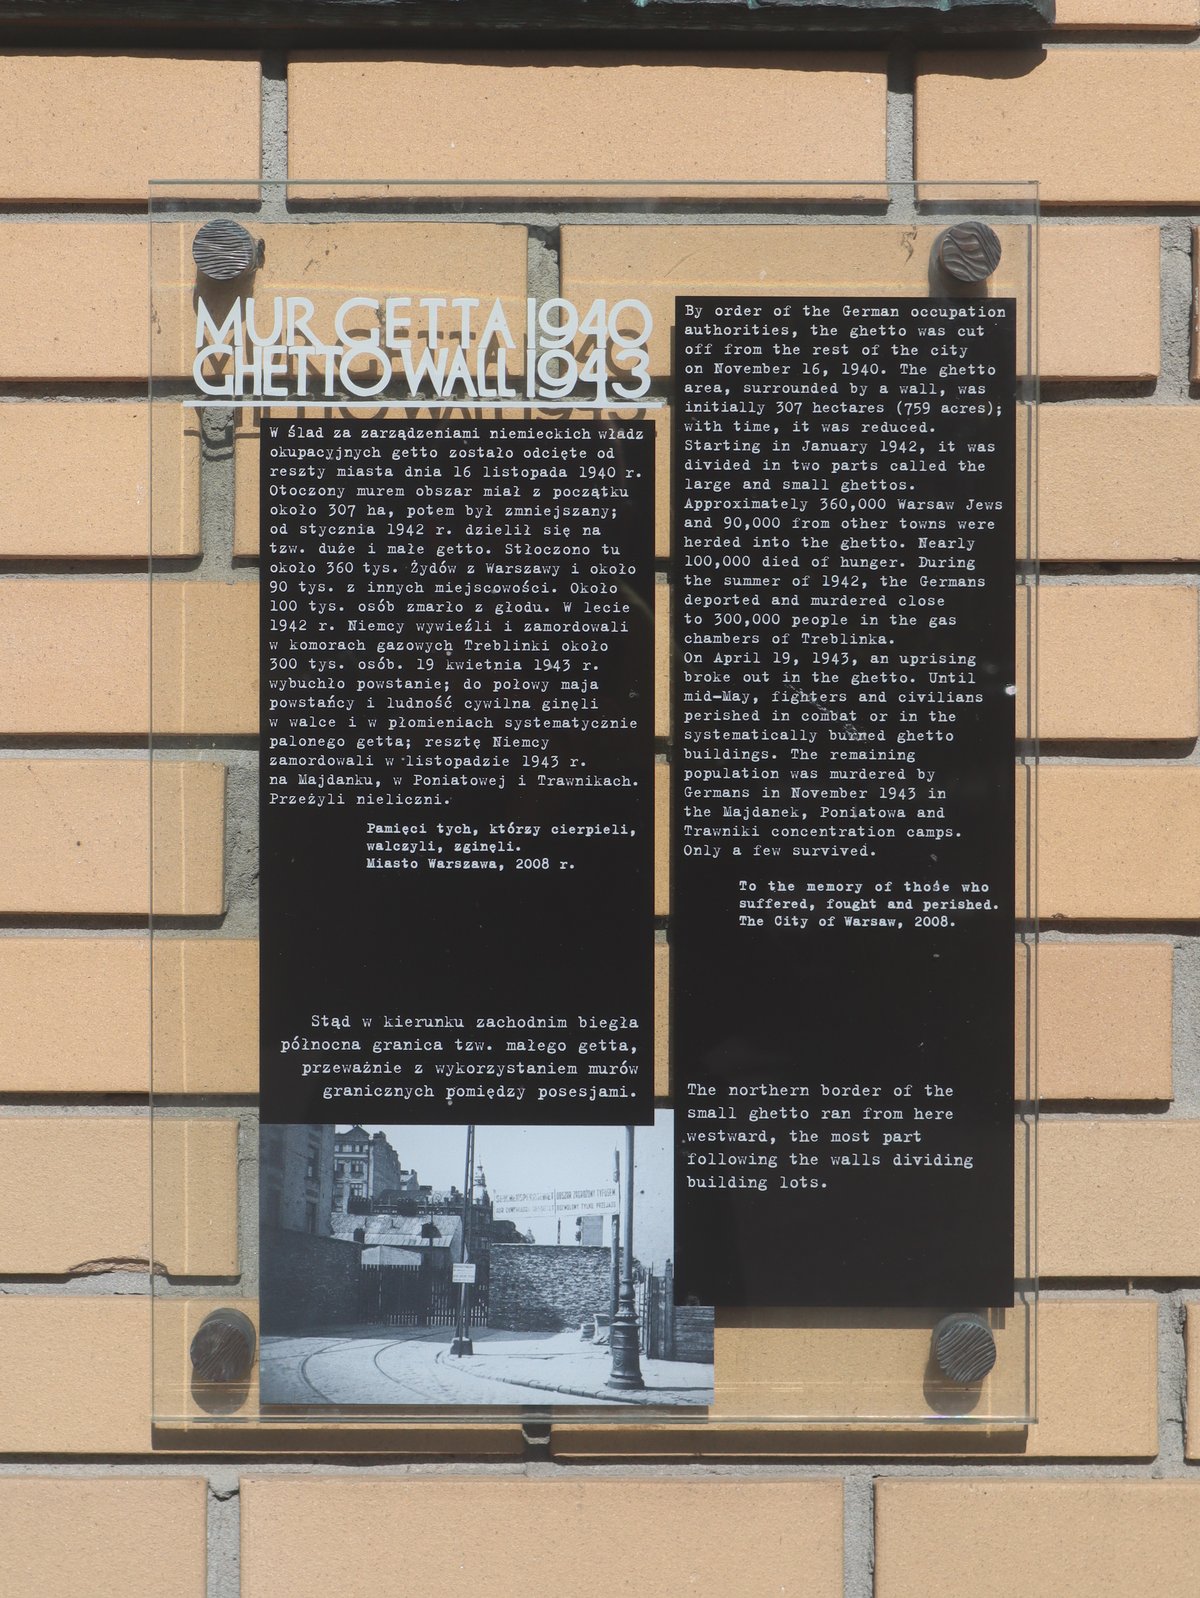 MUR GETTA 1940
GHETTO WALL 1943
W ślad za zarządzeniami niemieckich władz
okupacyjnych getto zostało odcięte od
reszty miasta dnia 16 listopada 1940 r.
Otoczony murem obszar miał z początku
około 307 ha, potem był zmniejszany;
od stycznia 1942 r. dzielił się na
tzw. duże i małe getto. Stłoczono tu
około 360 tys. Żydów z Warszawy i około
90 tys. z innych miejscowości. Około
100 tys. osób zmarło z głodu. W lecie
1942 r. Niemcy wywieźli i zamordowali
w komorach gazowych Treblinki około
300 tys. osób. 19 kwietnia 1943 r.
wybuchło powstanie; do połowy maja
powstańcy i ludność cywilna ginęli
w walce i w płomieniach systematycznie
palonego getta; resztę Niemcy
zamordowali w listopadzie 1943 r.
na Majdanku, w Poniatowej i Trawnikach.
Przeżyli nieliczni.
Pamięci tych, którzy cierpieli,
walczyli, zginęli.
Miasto Warszawa, 2008 r.
Stąd w kierunku zachodnim biegła
północna granica tzw. małego getta,
przeważnie z wykorzystaniem murów
granicznych pomiędzy posesjami.
By order of the German occupation
authorities, the ghetto was cut
off from the rest of the city
on November 16, 1940. The ghetto
area, surrounded by a wall, was
initially 307 hectares (759 acres);
with time, it was reduced.
Starting in January 1942, it was
divided in two parts called the
large and small ghettos.
Approximately 360,000 Warsaw Jews
and 90,000 from other towns were
herded into the ghetto. Nearly
100,000 died of hunger. During
the summer of 1942, the Germans
deported and murdered close
to 300,000 people in the gas
chambers of Treblinka.
On April 19, 1943, an uprising
broke out in the ghetto. Until
mid-May, fighters and civilians
perished in combat or in the
systematically burned ghetto
buildings. The remaining
population was murdered by
Germans in November 1943 in
the Majdanek, Poniatowa and
Trawniki concentration camps.
Only a few survived.
To the memory of those who
suffered, fought and perished.
The City of Warsaw, 2008.
The northern border of the
small ghetto ran from here
westward, the most part
following the walls dividing
building lots.
OBSZAR ZAGROŻONY TYFUSEM
DOZWOLONY TYLKO PRZEJAZD